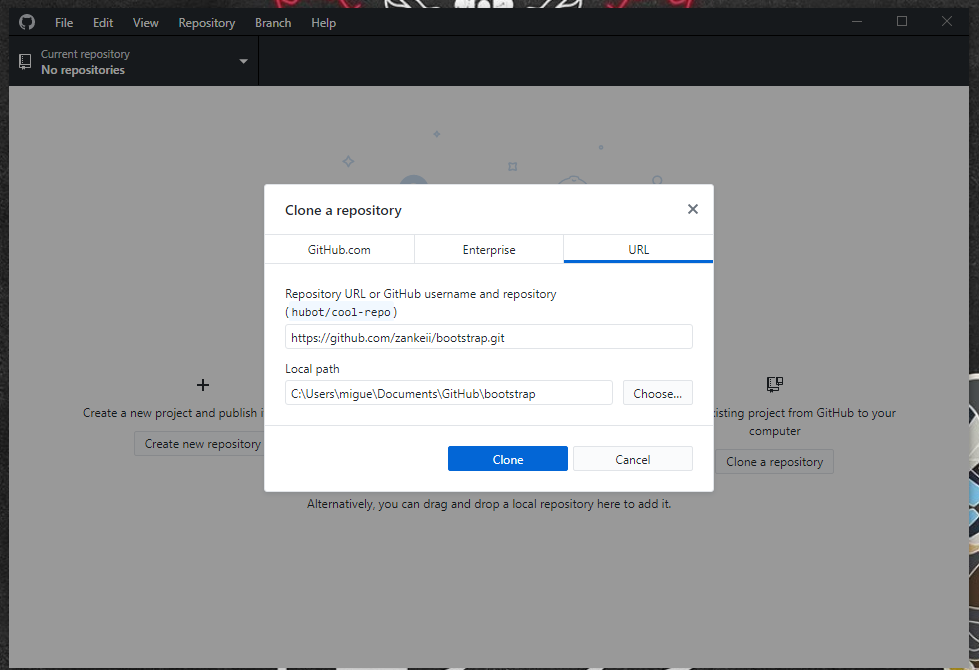 File Edit View Repository Branch Help
Current repository
No repositories
Clone a repository
GitHub.com Enterprise URL
Repository URL or GitHub username and repository
(hubot/cool-repo)
https://github.com/zankeii/bootstrap.git
Local path
C:\Users\migue\Documents\GitHub\bootstrap
Choose...
Clone Cancel
Create a new project and publish i
Create new repository
xisting project from GitHub to your
computer
Clone a repository
Alternatively, you can drag and drop a local repository here to add it.